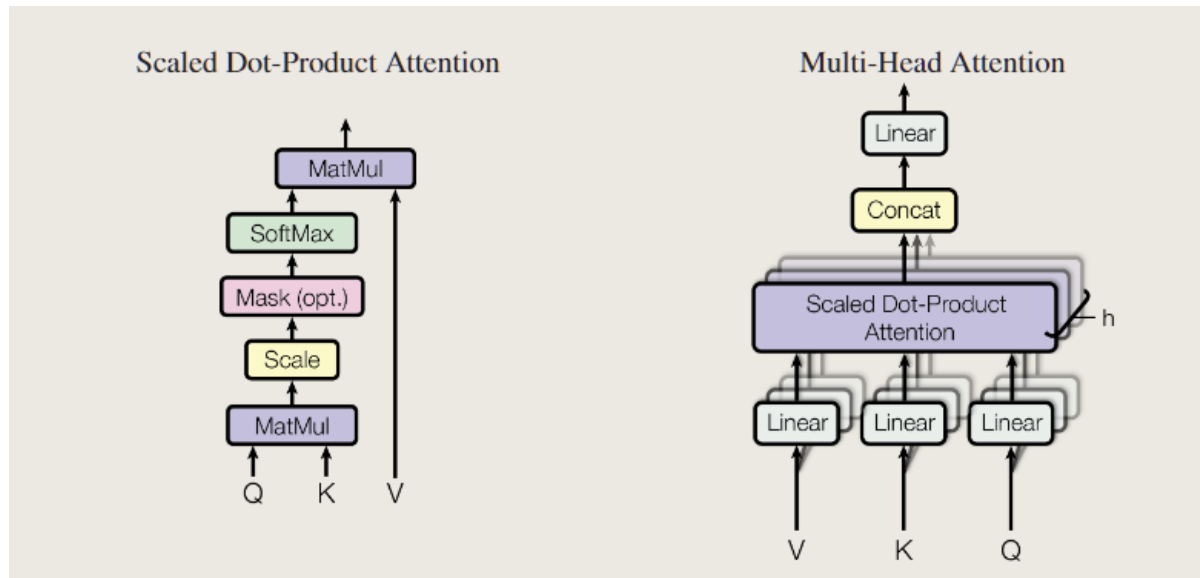 Scaled Dot-Product Attention
MatMul
SoftMax
Mask (opt.)
Scale
MatMul
Q K V
Multi-Head Attention
Linear
Concat
Scaled Dot-Product
Attention
h
Linear Linear Linear
V K Q